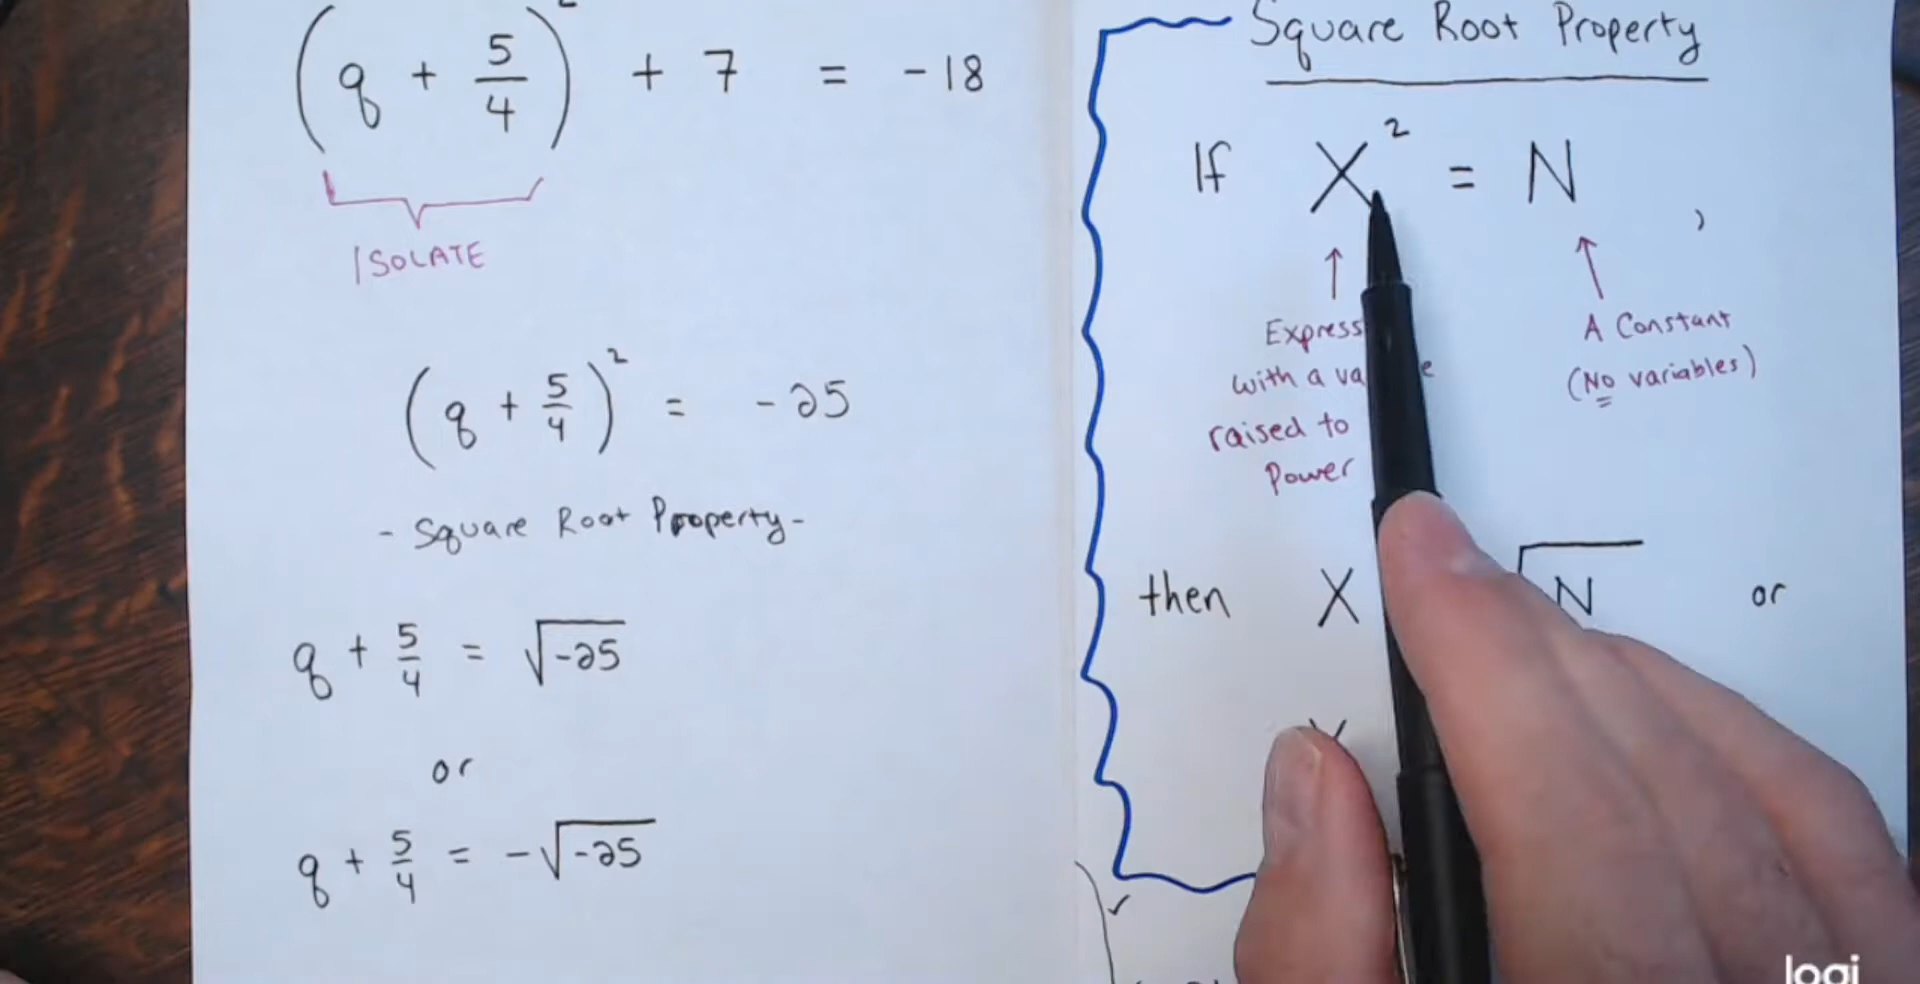 (q + 5/4)² + 7 = -18
ISOLATE
(q + 5/4)² = -25
- Square Root Property -
q + 5/4 = √-25
or
q + 5/4 = -√-25
Square Root Property
If X² = N ,
Express
with a va e
raised to
Power
A Constant
(No variables)
then X √N or
logi